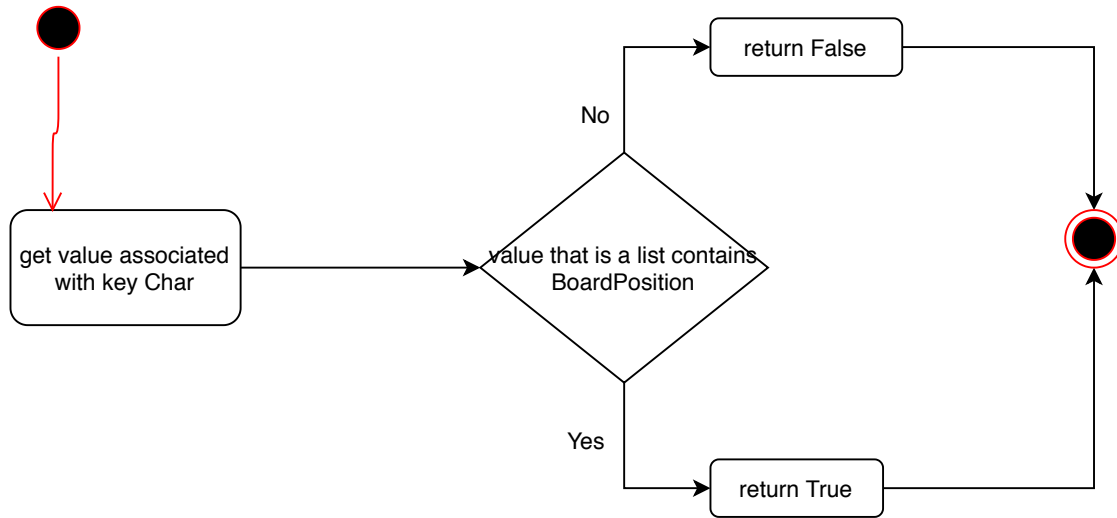 return False
No
get value associated
with key Char
value that is a list contains
BoardPosition
Yes
return True